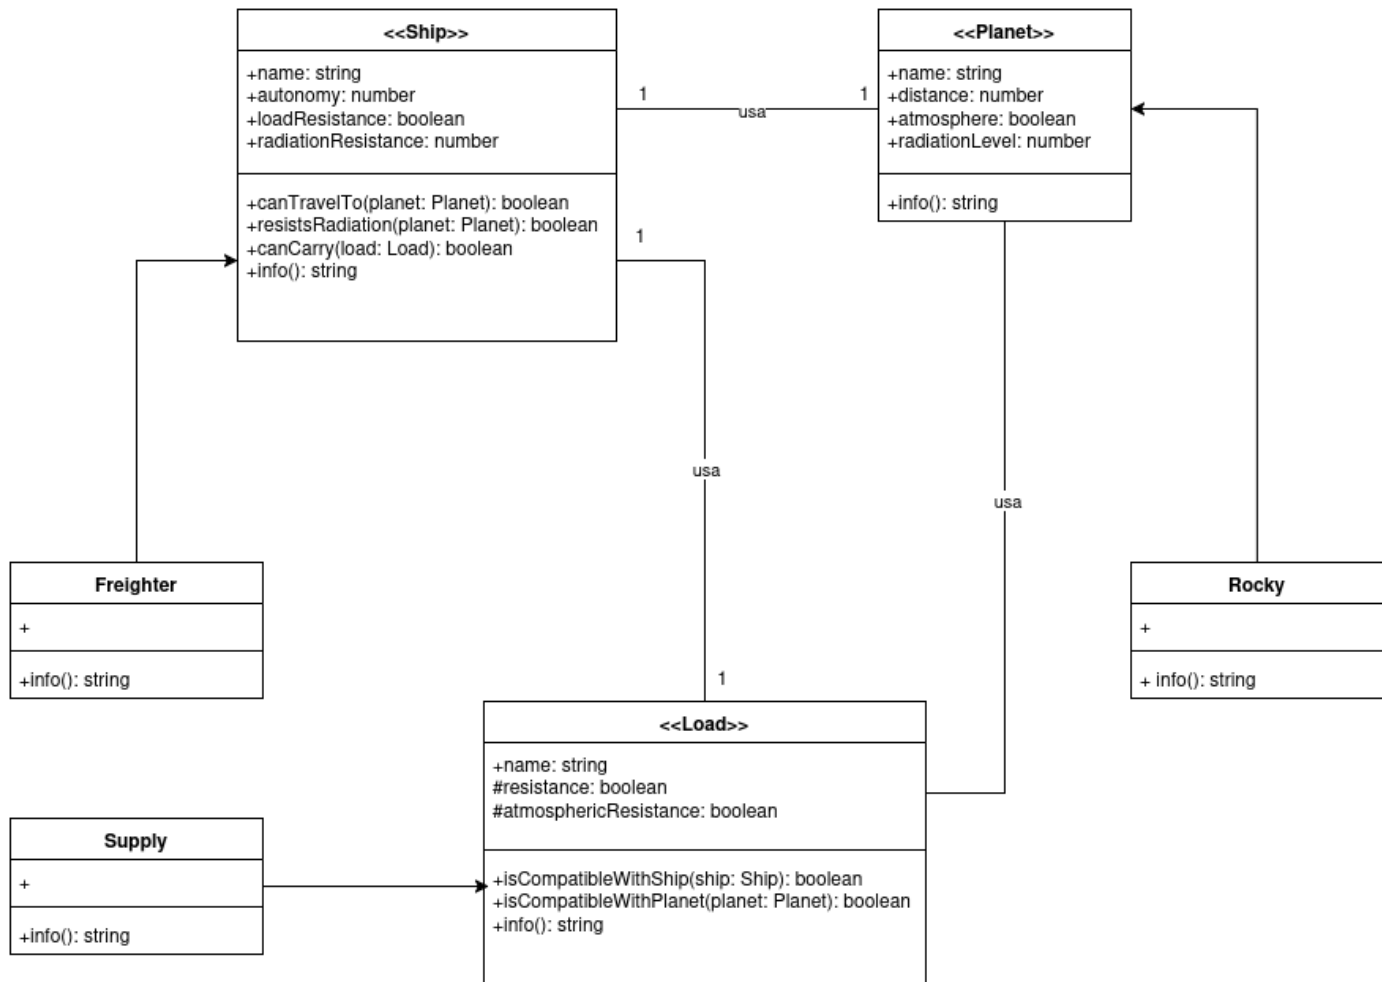 <<Ship>>
+name: string
+autonomy: number
+loadResistance: boolean
+radiationResistance: number
+canTravelTo(planet: Planet): boolean
+resistsRadiation(planet: Planet): boolean
+canCarry(load: Load): boolean
+info(): string
1
usa
1
<<Planet>>
+name: string
+distance: number
+atmosphere: boolean
+radiationLevel: number
+info(): string
1
usa
1
usa
Freighter
+
+info(): string
Rocky
+
+ info(): string
<<Load>>
+name: string
#resistance: boolean
#atmosphericResistance: boolean
+isCompatibleWithShip(ship: Ship): boolean
+isCompatibleWithPlanet(planet: Planet): boolean
+info(): string
Supply
+
+info(): string